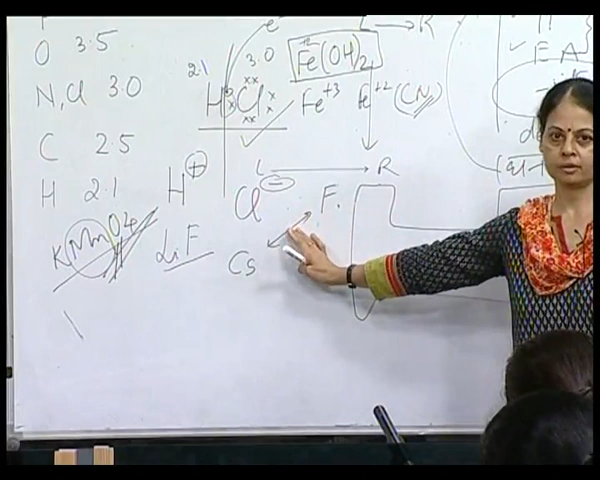 O 3.5
N, Cl 3.0
C 2.5
H 2.1
KMnO4
2.1 3.0
H Cl
e
Fe(OH)2
Fe+3 Fe+2 (CN)
L R
H+
Cl F.
LiF
Cs
E A